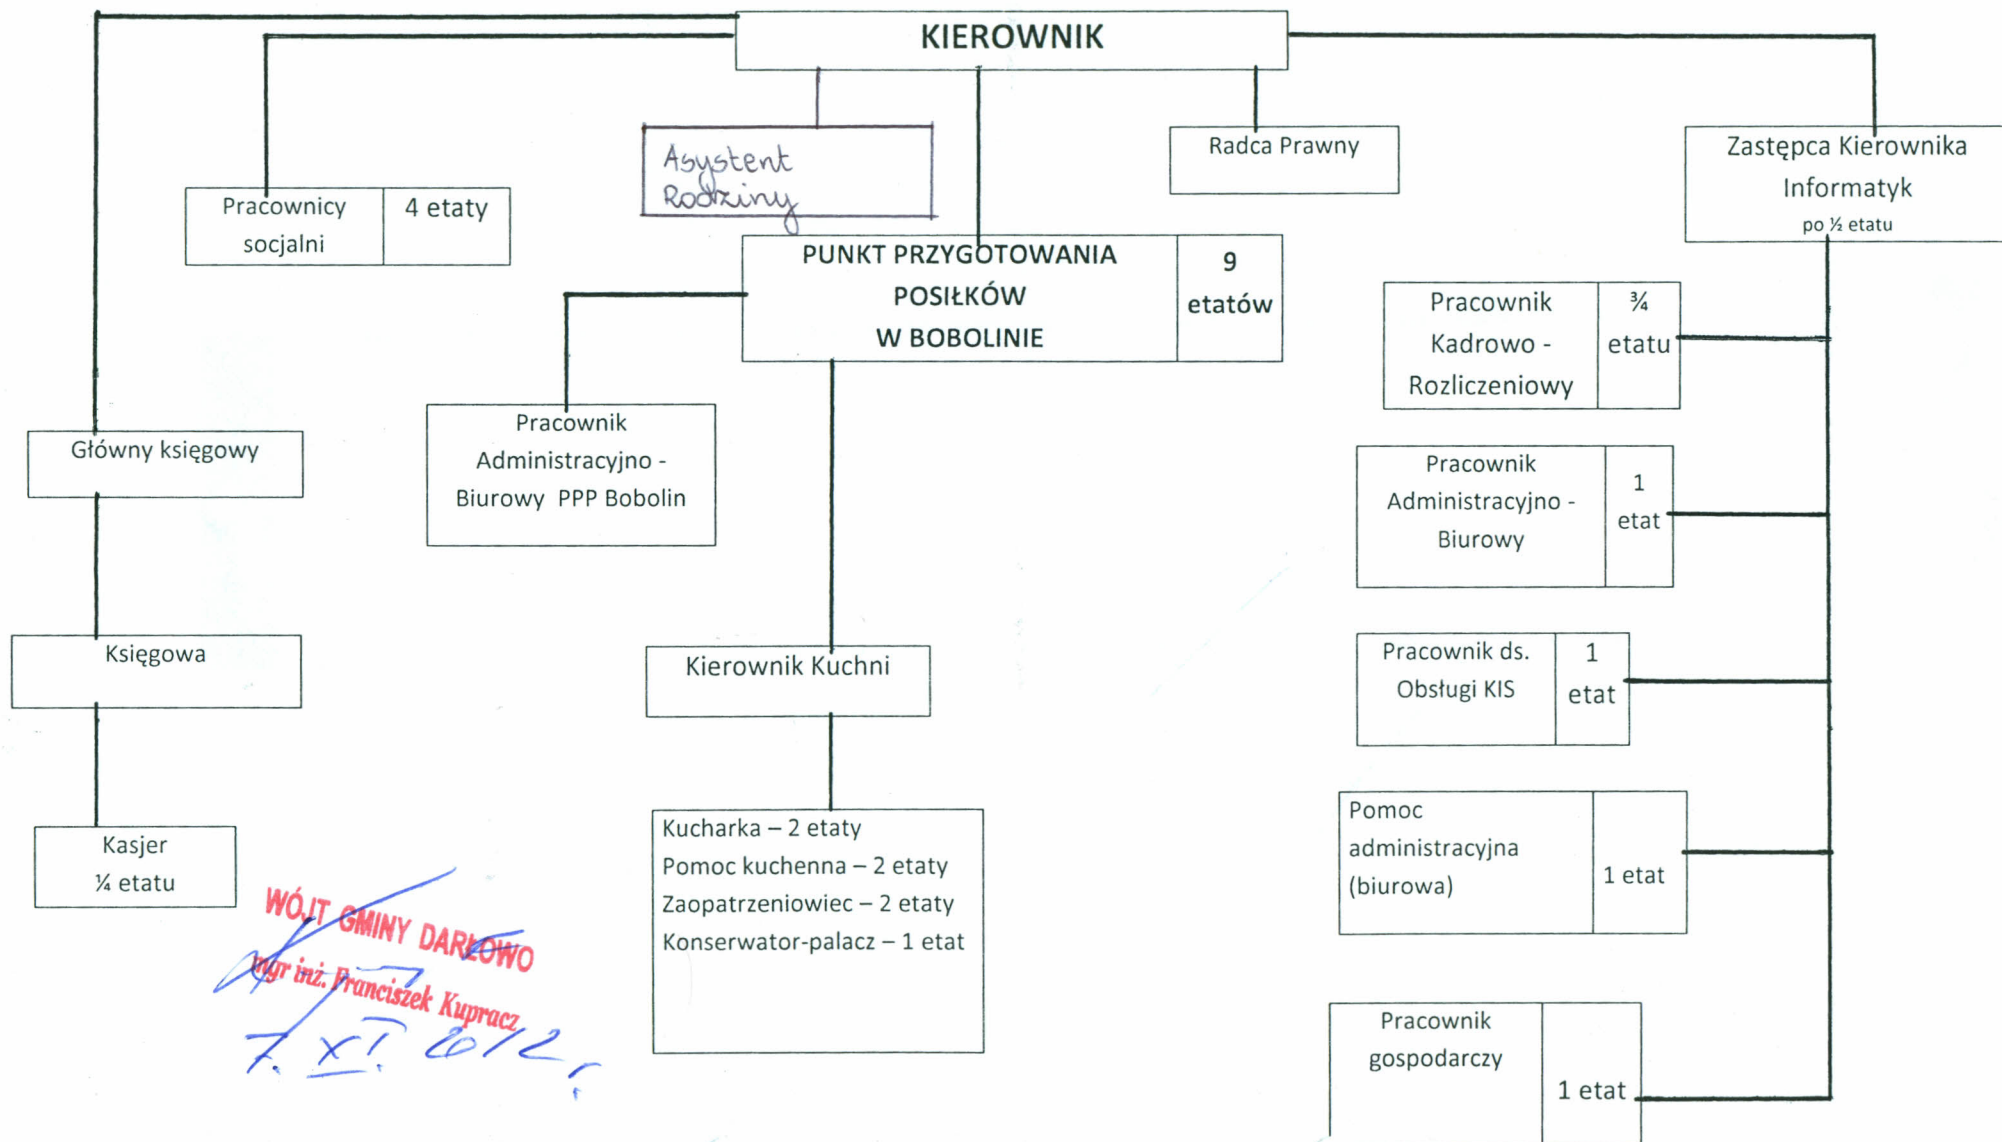 KIEROWNIK
Asystent
Rodziny
Radca Prawny
Zastępca Kierownika
Informatyk
po ½ etatu
Pracownicy
socjalni
4 etaty
PUNKT PRZYGOTOWANIA
POSIŁKÓW
W BOBOLINIE
9
etatów
Pracownik
Kadrowo -
Rozliczeniowy
¾
etatu
Główny księgowy
Pracownik
Administracyjno -
Biurowy PPP Bobolin
Pracownik
Administracyjno -
Biurowy
1
etat
Księgowa
Kierownik Kuchni
Pracownik ds.
Obsługi KIS
1
etat
Kasjer
¼ etatu
Kucharka – 2 etaty
Pomoc kuchenna – 2 etaty
Zaopatrzeniowiec – 2 etaty
Konserwator-palacz – 1 etat
Pomoc
administracyjna
(biurowa)
1 etat
WÓJT GMINY DARŁOWO
mgr inż. Franciszek Kupracz
7. XI. 2012 r.
Pracownik
gospodarczy
1 etat